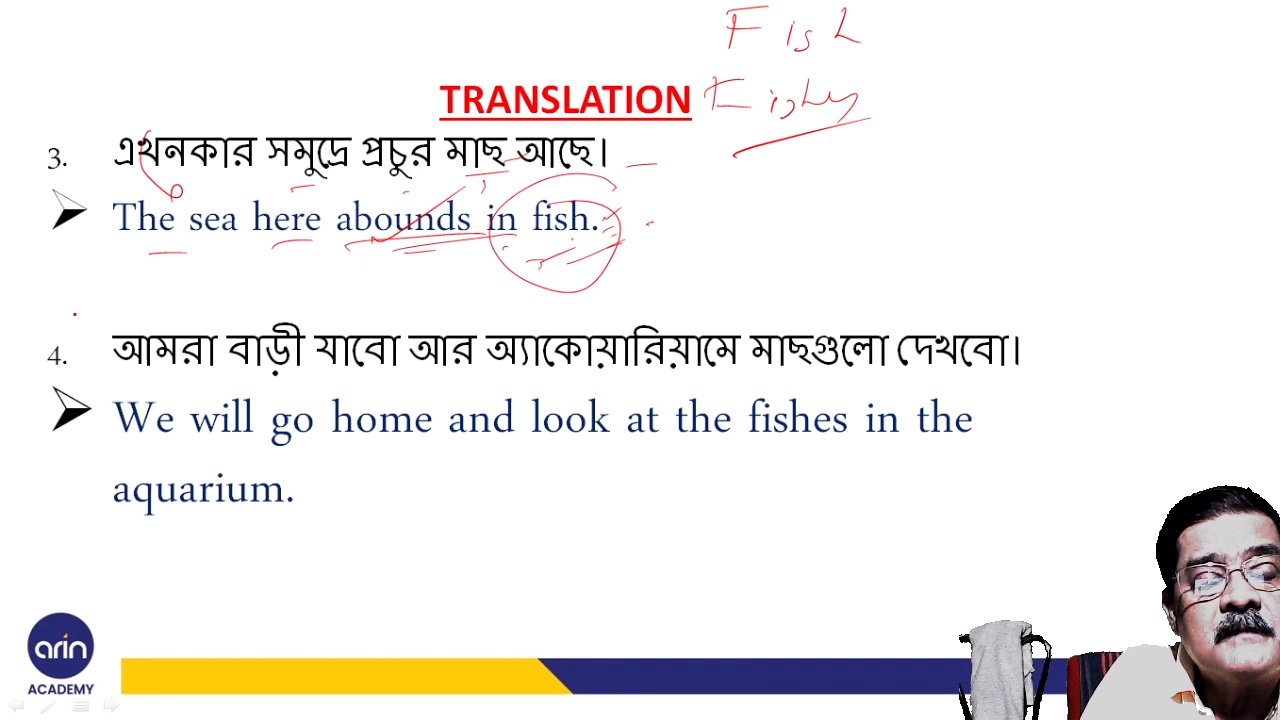 Fish
TRANSLATION Fishes
3. এখনকার সমুদ্রে প্রচুর মাছ আছে।
The sea here abounds in fish.
4. আমরা বাড়ী যাবো আর অ্যাকোয়ারিয়ামে মাছগুলো দেখবো।
We will go home and look at the fishes in the
aquarium.
arin
ACADEMY